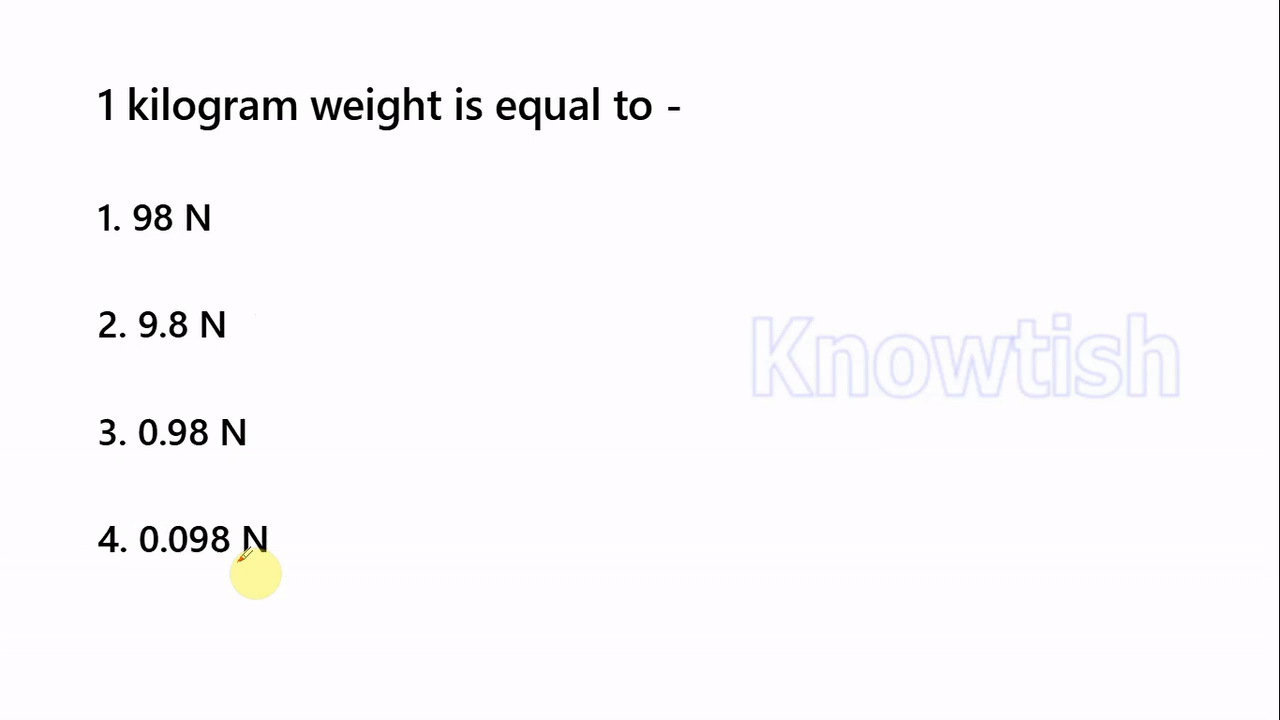 1 kilogram weight is equal to -
1. 98 N
2. 9.8 N
Knowtish
3. 0.98 N
4. 0.098 N